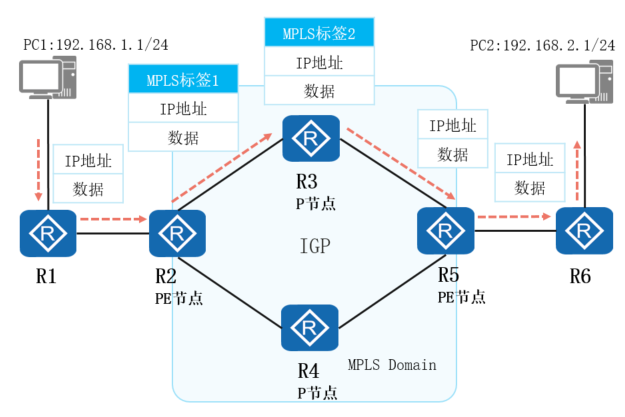 MPLS标签2
IP地址
数据
PC1:192.168.1.1/24
PC2:192.168.2.1/24
MPLS标签1
IP地址
数据
IP地址
数据
IP地址
数据
IP地址
数据
R
R3
P节点
R
R1
R
R2
PE节点
IGP
R
R5
PE节点
R
R6
R
R4
P节点
MPLS Domain